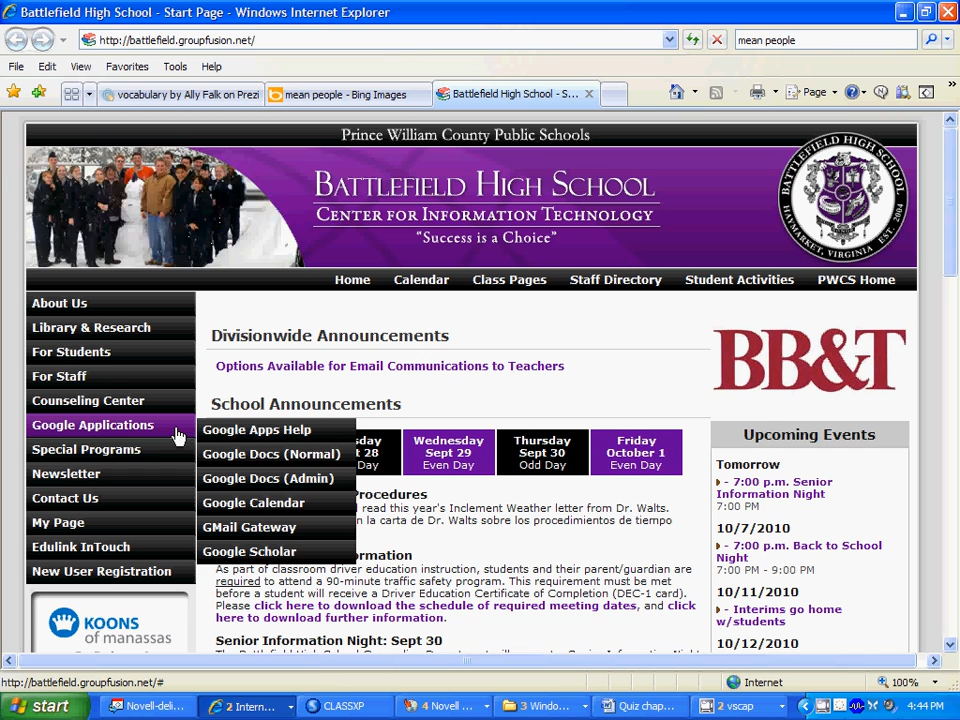 Battlefield High School - Start Page - Windows Internet Explorer
http://battlefield.groupfusion.net/
mean people
File Edit View Favorites Tools Help
vocabulary by Ally Falk on Prezi
mean people - Bing Images
Battlefield High School - S...
Page
Prince William County Public Schools
BATTLEFIELD HIGH SCHOOL
CENTER FOR INFORMATION TECHNOLOGY
"Success is a Choice"
BATTLEFIELD HIGH SCHOOL
HAYMARKET, VIRGINIA EST. 2004
Home Calendar Class Pages Staff Directory Student Activities PWCS Home
About Us
Library & Research
For Students
For Staff
Counseling Center
Google Applications
Special Programs
Newsletter
Contact Us
My Page
Edulink InTouch
New User Registration
Google Apps Help
Google Docs (Normal)
Google Docs (Admin)
Google Calendar
GMail Gateway
Google Scholar
KOONS
of manassas
Divisionwide Announcements
Options Available for Email Communications to Teachers
School Announcements
sday
t 28
Day
Wednesday
Sept 29
Even Day
Thursday
Sept 30
Odd Day
Friday
October 1
Even Day
Procedures
read this year's Inclement Weather letter from Dr. Walts.
n la carta de Dr. Walts sobre los procedimientos de tiempo
ormation
As part of classroom driver education instruction, students and their parent/guardian are
required to attend a 90-minute traffic safety program. This requirement must be met
before a student will receive a Driver Education Certificate of Completion (DEC-1 card).
Please click here to download the schedule of required meeting dates, and click
here to download further information.
Senior Information Night: Sept 30
BB&T
Upcoming Events
Tomorrow
- 7:00 p.m. Senior
Information Night
7:00 PM
10/7/2010
- 7:00 p.m. Back to School
Night
7:00 PM - 9:00 PM
10/11/2010
- Interims go home
w/students
10/12/2010
http://battlefield.groupfusion.net/#
Internet
100%
start
Novell-deli...
2 Intern...
CLASSXP
4 Novell ...
3 Windo...
Quiz chap...
2 vscap
4:44 PM